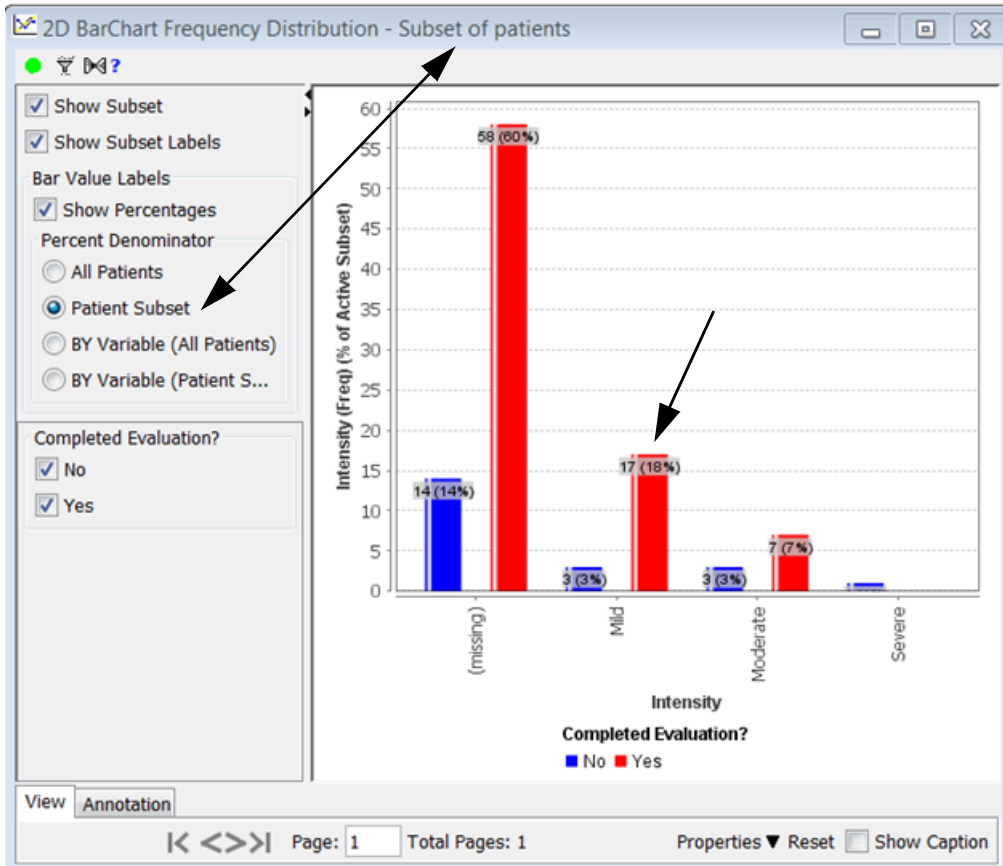 2D BarChart Frequency Distribution - Subset of patients
?
Show Subset
Show Subset Labels
Bar Value Labels
Show Percentages
Percent Denominator
All Patients
Patient Subset
BY Variable (All Patients)
BY Variable (Patient S...
Completed Evaluation?
No
Yes
Intensity (Freq) (% of Active Subset)
60
55
50
45
40
35
30
25
20
15
10
5
0
14 (14%)
58 (60%)
3 (3%)
17 (18%)
3 (3%)
7 (7%)
(missing)
Mild
Moderate
Severe
Intensity
Completed Evaluation?
No Yes
View Annotation
Page: 1 Total Pages: 1 Properties ▼ Reset Show Caption